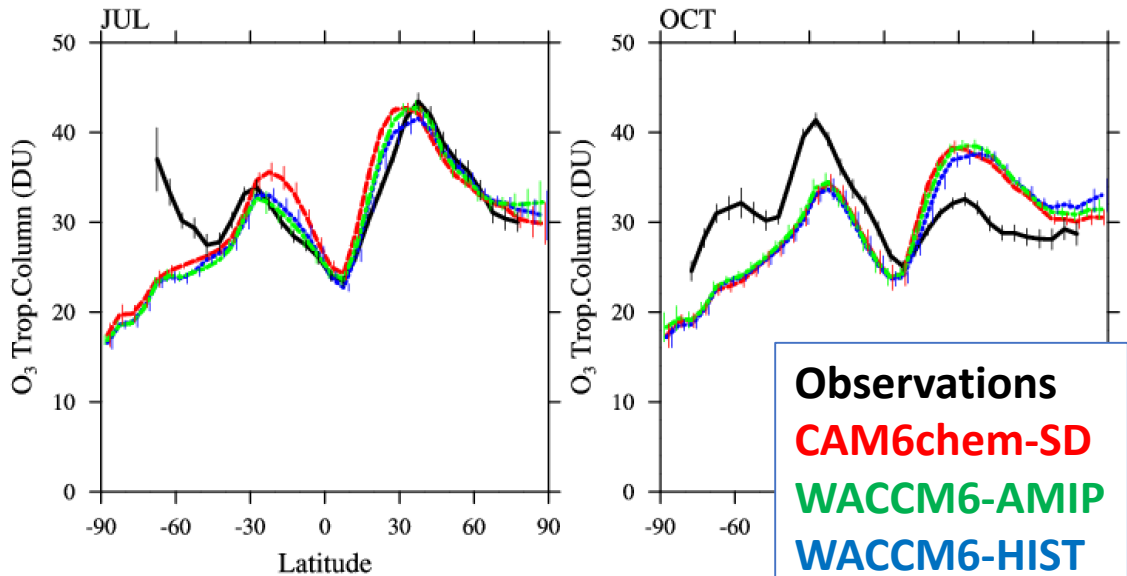 JUL
OCT
50
40
30
20
10
0
O₃ Trop.Column (DU)
-90 -60 -30 0 30 60 90
Latitude
50
40
30
20
10
0
O₃ Trop.Column (DU)
-90 -60
Observations
CAM6chem-SD
WACCM6-AMIP
WACCM6-HIST